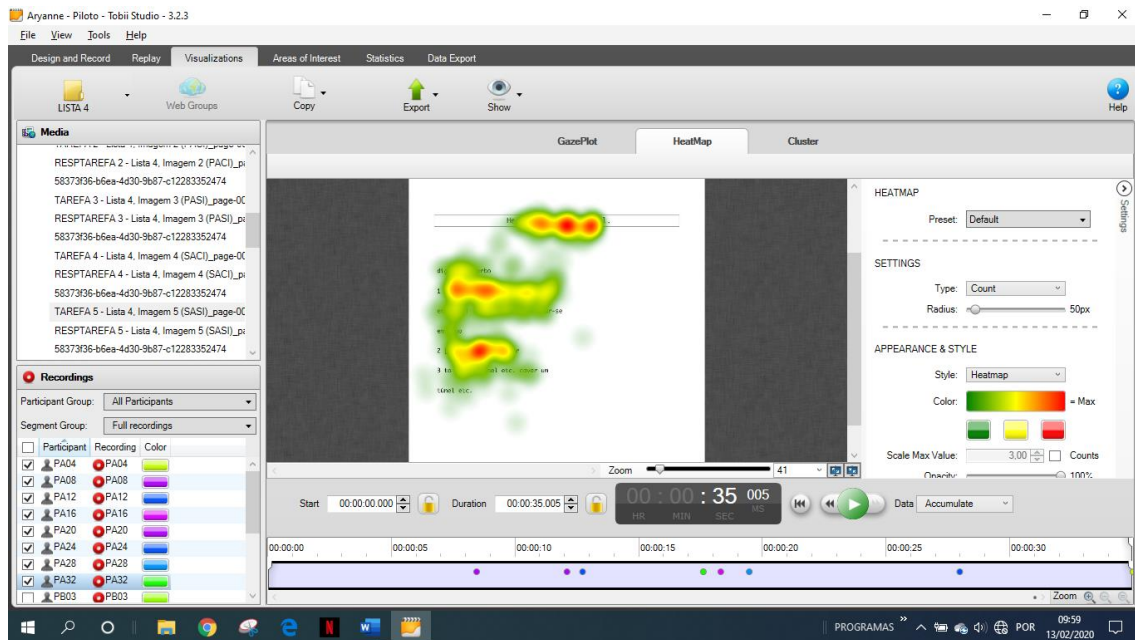 Aryanne - Piloto - Tobii Studio - 3.2.3
File View Tools Help
Design and Record Replay Visualizations Areas of Interest Statistics Data Export
LISTA 4 Web Groups Copy Export Show Help
Media
RESPTAREFA 2 - Lista 4, Imagem 2 (PACI)_pa
58373f36-b6ea-4d30-9b87-c12283352474
TAREFA 3 - Lista 4, Imagem 3 (PASI)_page-00
RESPTAREFA 3 - Lista 4, Imagem 3 (PASI)_pa
58373f36-b6ea-4d30-9b87-c12283352474
TAREFA 4 - Lista 4, Imagem 4 (SACI)_page-00
RESPTAREFA 4 - Lista 4, Imagem 4 (SACI)_pa
58373f36-b6ea-4d30-9b87-c12283352474
TAREFA 5 - Lista 4, Imagem 5 (SASI)_page-00
RESPTAREFA 5 - Lista 4, Imagem 5 (SASI)_pa
58373f36-b6ea-4d30-9b87-c12283352474
Recordings
Participant Group: All Participants
Segment Group: Full recordings
Participant Recording Color
PA04 PA04
PA08 PA08
PA12 PA12
PA16 PA16
PA20 PA20
PA24 PA24
PA28 PA28
PA32 PA32
PB03 PB03
GazePlot HeatMap Cluster
1
2
3
etc.
túnel etc.
HEATMAP
Preset: Default
SETTINGS
Type: Count
Radius: 50px
APPEARANCE & STYLE
Style: Heatmap
Color: = Max
Scale Max Value: 3,00 Counts
Opacity: 100%
Settings
Zoom 41
Start 00:00:00.000 Duration 00:00:35.005 00 : 00 : 35 005 Data Accumulate
HR MIN SEC MS
00:00:00 00:00:05 00:00:10 00:00:15 00:00:20 00:00:25 00:00:30
Zoom
PROGRAMAS POR 09:59
13/02/2020